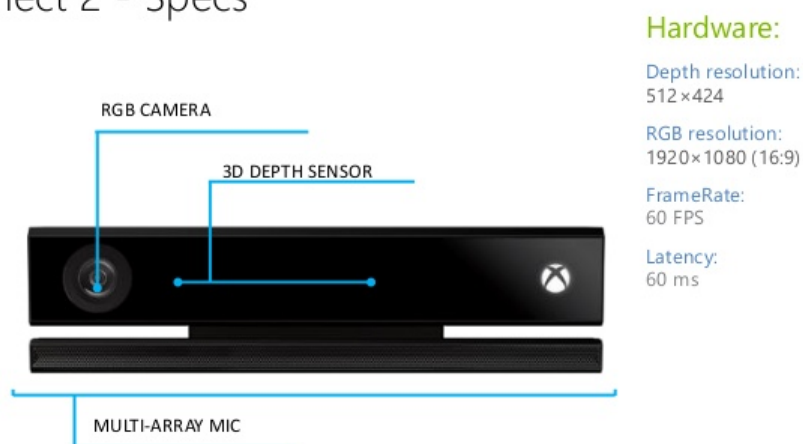 nect 2 - Specs
Hardware:
Depth resolution:
512×424
RGB resolution:
1920×1080 (16:9)
FrameRate:
60 FPS
Latency:
60 ms
RGB CAMERA
3D DEPTH SENSOR
MULTI-ARRAY MIC